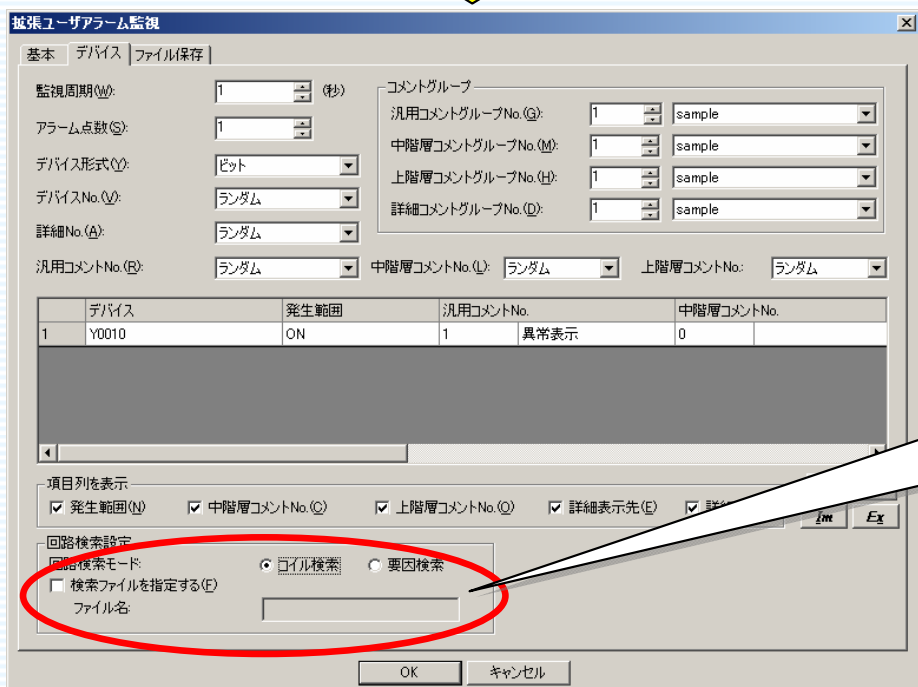 拡張ユーザアラーム監視
基本 デバイス ファイル保存
監視周期(W): 1 (秒)
アラーム点数(S): 1
デバイス形式(Y): ビット
デバイスNo.(V): ランダム
詳細No.(A): ランダム
コメントグループ
汎用コメントグループNo.(G): 1 sample
中階層コメントグループNo.(M): 1 sample
上階層コメントグループNo.(H): 1 sample
詳細コメントグループNo.(D): 1 sample
汎用コメントNo.(R): ランダム 中階層コメントNo.(L): ランダム 上階層コメントNo.: ランダム
デバイス 発生範囲 汎用コメントNo. 中階層コメントNo.
1 Y0010 ON 1 異常表示 0
項目列を表示
発生範囲(N) 中階層コメントNo.(C) 上階層コメントNo.(O) 詳細表示先(E)
Im Ex
回路検索設定
回路検索モード: コイル検索 要因検索
検索ファイルを指定する(F)
ファイル名:
OK キャンセル